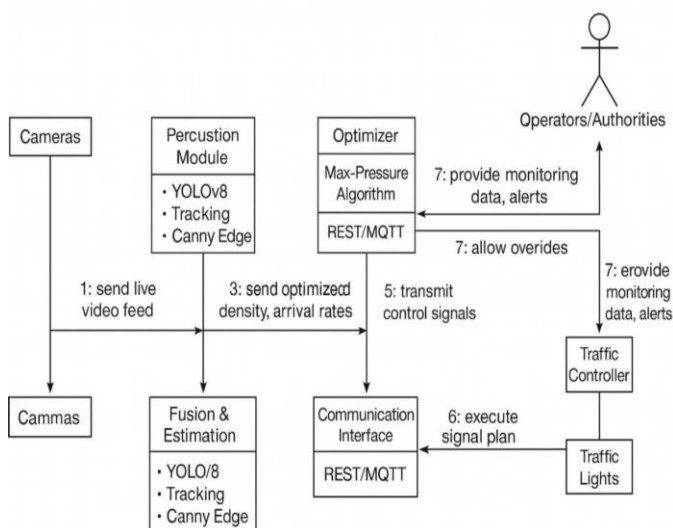 Operators/Authorities
Cameras
Percustion
Module
• YOLOv8
• Tracking
• Canny Edge
Optimizer
Max-Pressure
Algorithm
REST/MQTT
7: provide monitoring
data, alerts
7: allow overrides
7: erovide
monitoring
data, alerts
1: send live
video feed
3: send optimized
density, arrival rates
5: transmit
control signals
Traffic
Controller
Cammas
Fusion &
Estimation
• YOLO/8
• Tracking
• Canny Edge
Communication
Interface
REST/MQTT
6: execute
signal plan
Traffic
Lights